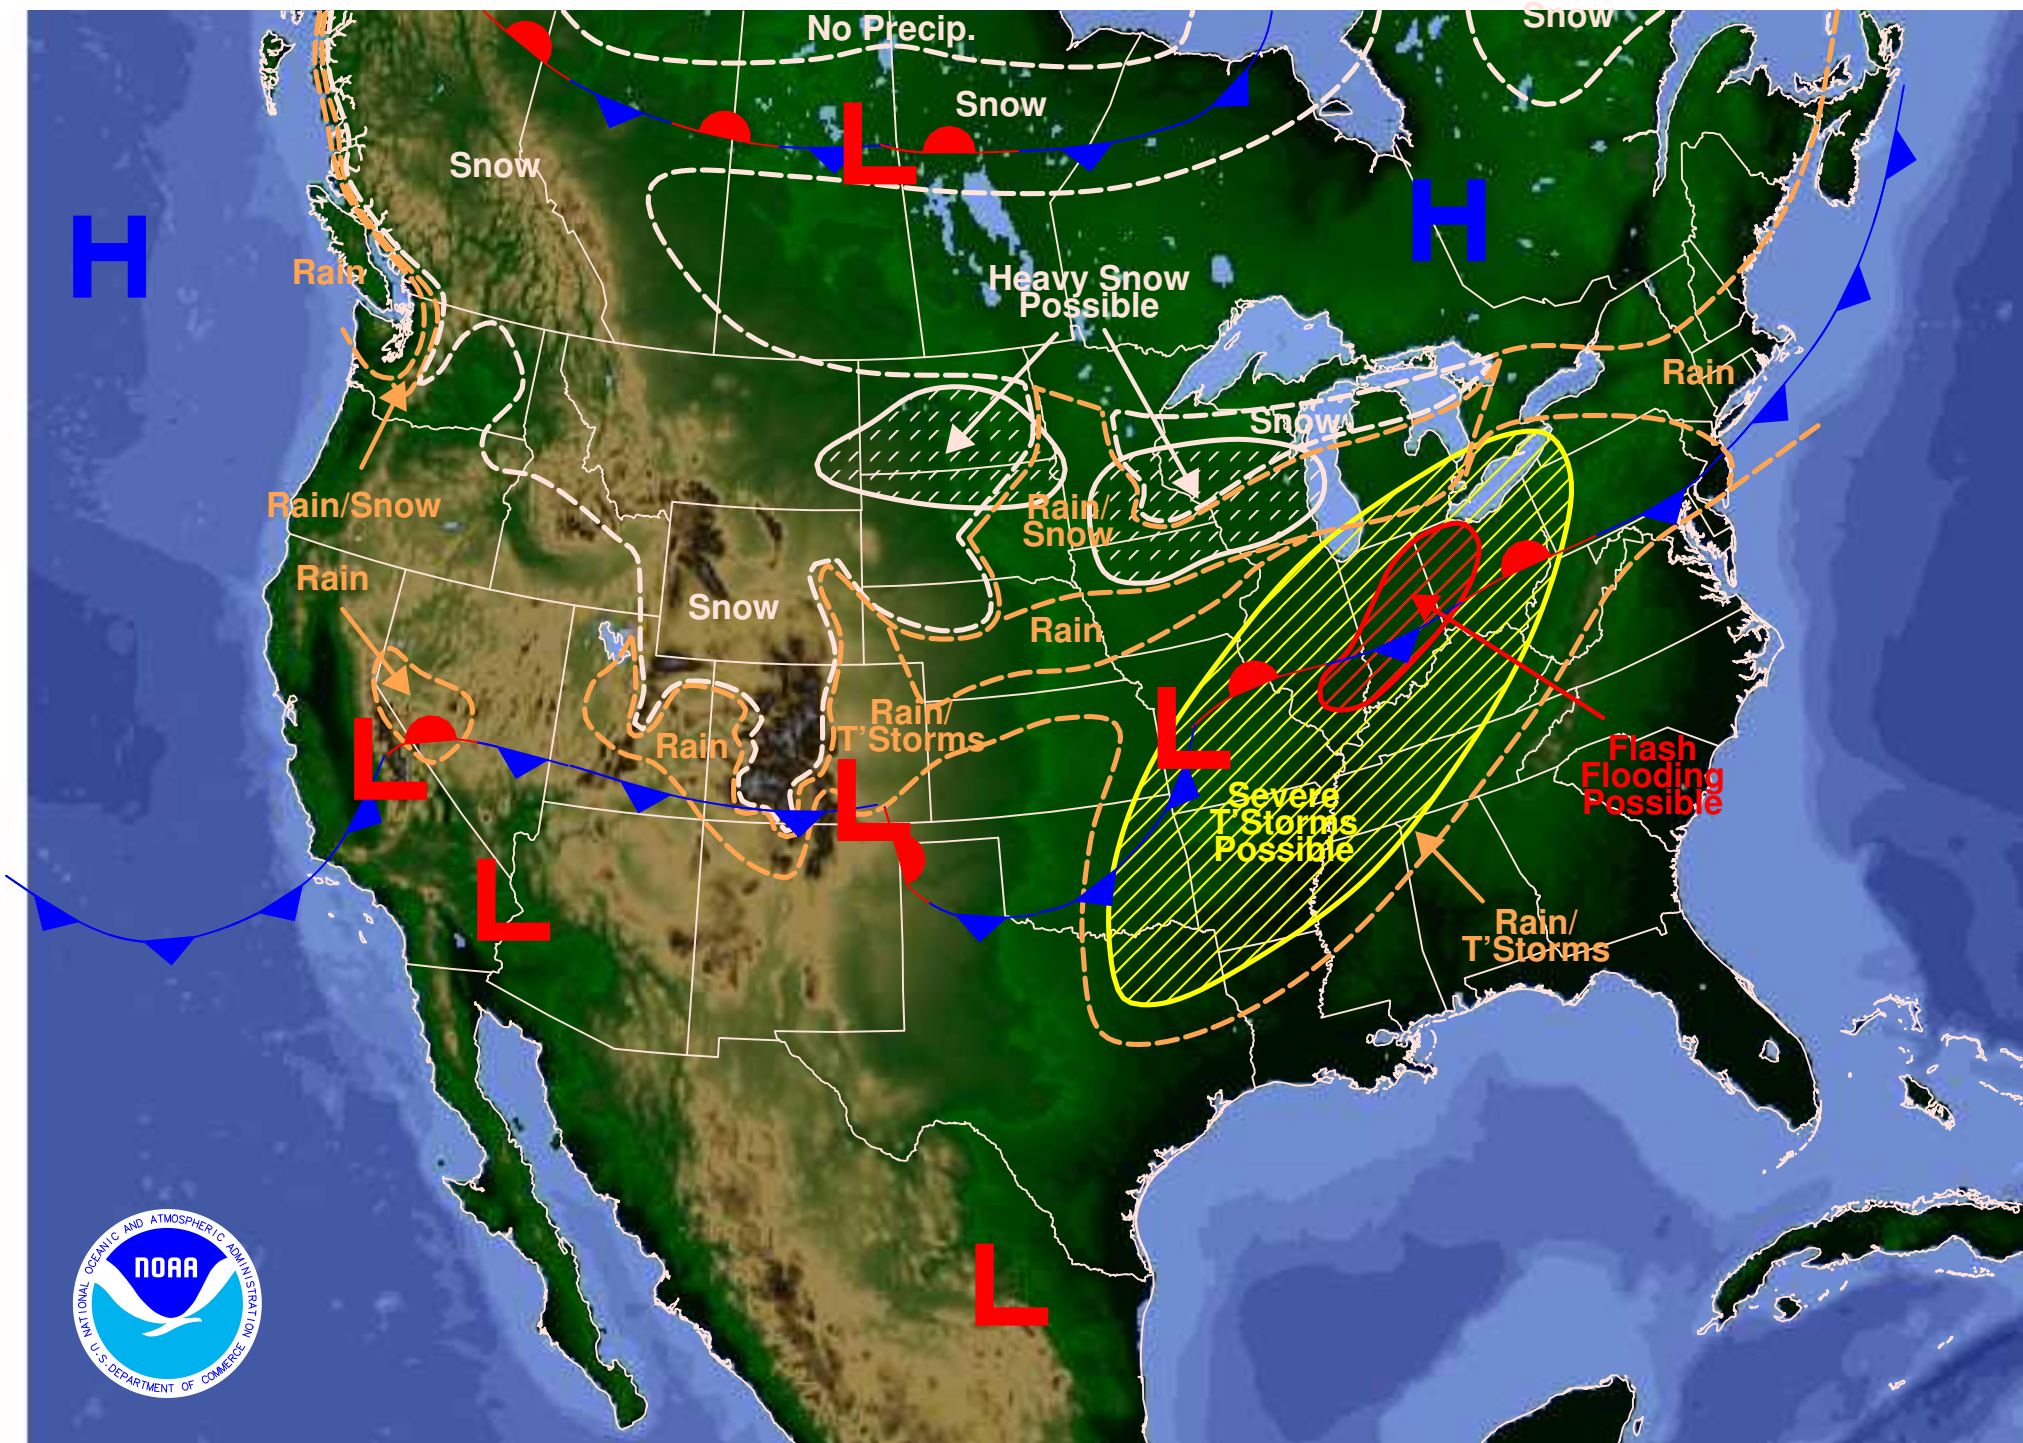 No Precip.
Snow
Snow
Snow
H
L
H
Rain
Heavy Snow
Possible
Rain
Snow
Rain/Snow
Rain/
Snow
Rain
Snow
Rain
Rain/
T'Storms
Rain
L
L
L
Flash
Flooding
Possible
Severe
T'Storms
Possible
L
Rain/
T'Storms
L
NATIONAL OCEANIC AND ATMOSPHERIC ADMINISTRATION
NOAA
U.S. DEPARTMENT OF COMMERCE